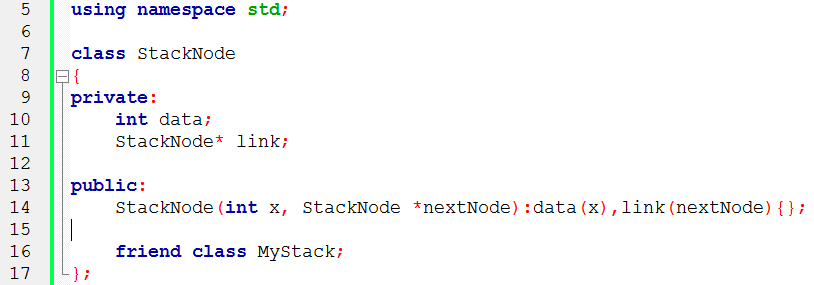 5 using namespace std;
6
7 class StackNode
8 {
9 private:
10 int data;
11 StackNode* link;
12
13 public:
14 StackNode(int x, StackNode *nextNode):data(x),link(nextNode){};
15
16 friend class MyStack;
17 };